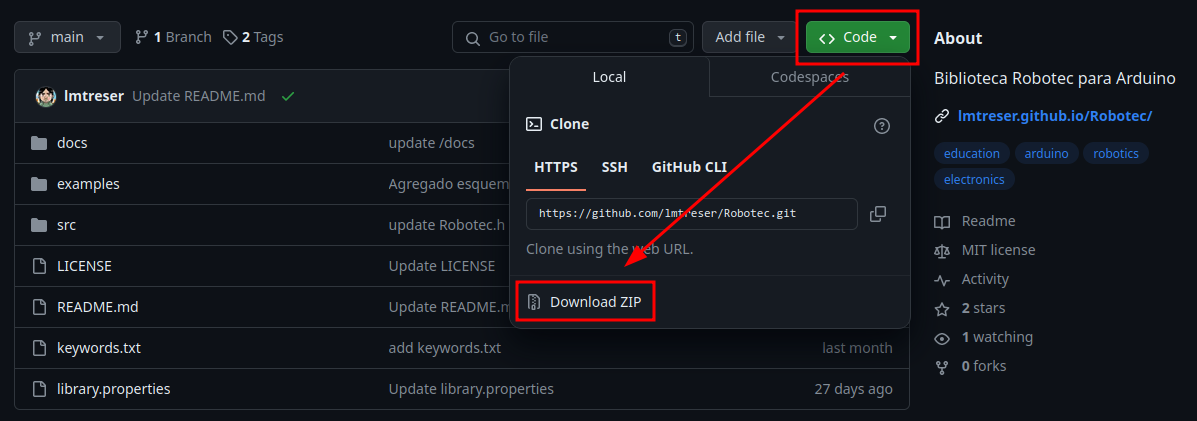 main
1 Branch
2 Tags
Go to file
t
Add file
Code
Local
Codespaces
Clone
HTTPS
SSH
GitHub CLI
https://github.com/lmtreser/Robotec.git
Clone using the web URL.
Download ZIP
lmtreser Update README.md
docs
update /docs
examples
Agregado esquem
src
update Robotec.h
LICENSE
Update LICENSE
README.md
Update README.m
keywords.txt
add keywords.txt
last month
library.properties
Update library.properties
27 days ago
About
Biblioteca Robotec para Arduino
lmtreser.github.io/Robotec/
education
arduino
robotics
electronics
Readme
MIT license
Activity
2 stars
1 watching
0 forks